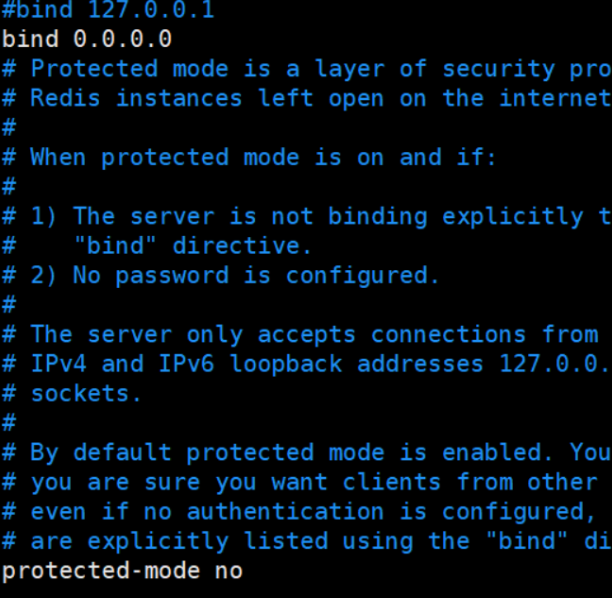 #bind 127.0.0.1
bind 0.0.0.0
# Protected mode is a layer of security pro
# Redis instances left open on the internet
#
# When protected mode is on and if:
#
# 1) The server is not binding explicitly t
#    "bind" directive.
# 2) No password is configured.
#
# The server only accepts connections from
# IPv4 and IPv6 loopback addresses 127.0.0.
# sockets.
#
# By default protected mode is enabled. You
# you are sure you want clients from other
# even if no authentication is configured,
# are explicitly listed using the "bind" di
protected-mode no